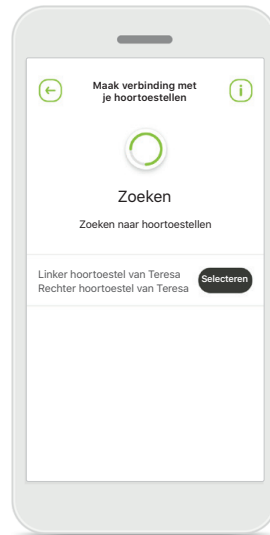 Maak verbinding met
je hoortoestellen
Zoeken
Zoeken naar hoortoestellen
Linker hoortoestel van Teresa
Rechter hoortoestel van Teresa
Selecteren